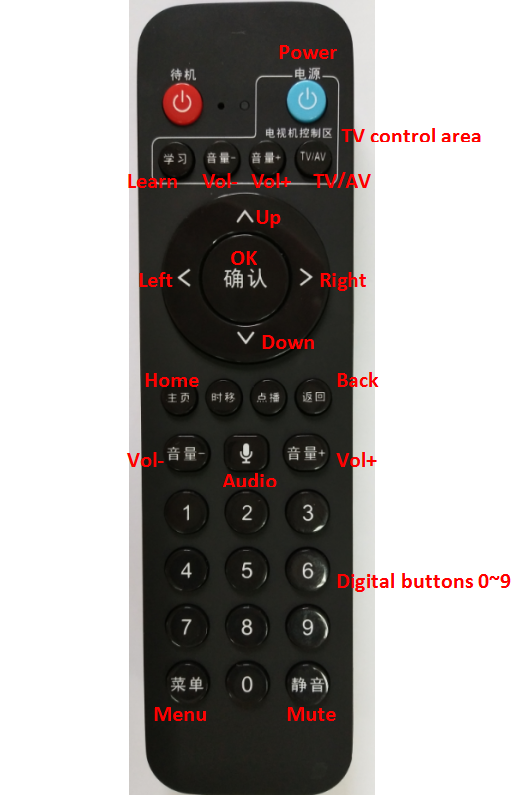 Power
待机
电源
电视机控制区
TV control area
学习
音量-
音量+
TV/AV
Learn
Vol-
Vol+
TV/AV
Up
OK
Left
确认
Right
Down
Home
Back
主页
时移
点播
返回
音量-
音量+
Vol-
Vol+
Audio
1 2 3
4 5 6
Digital buttons 0~9
7 8 9
菜单 0 静音
Menu
Mute